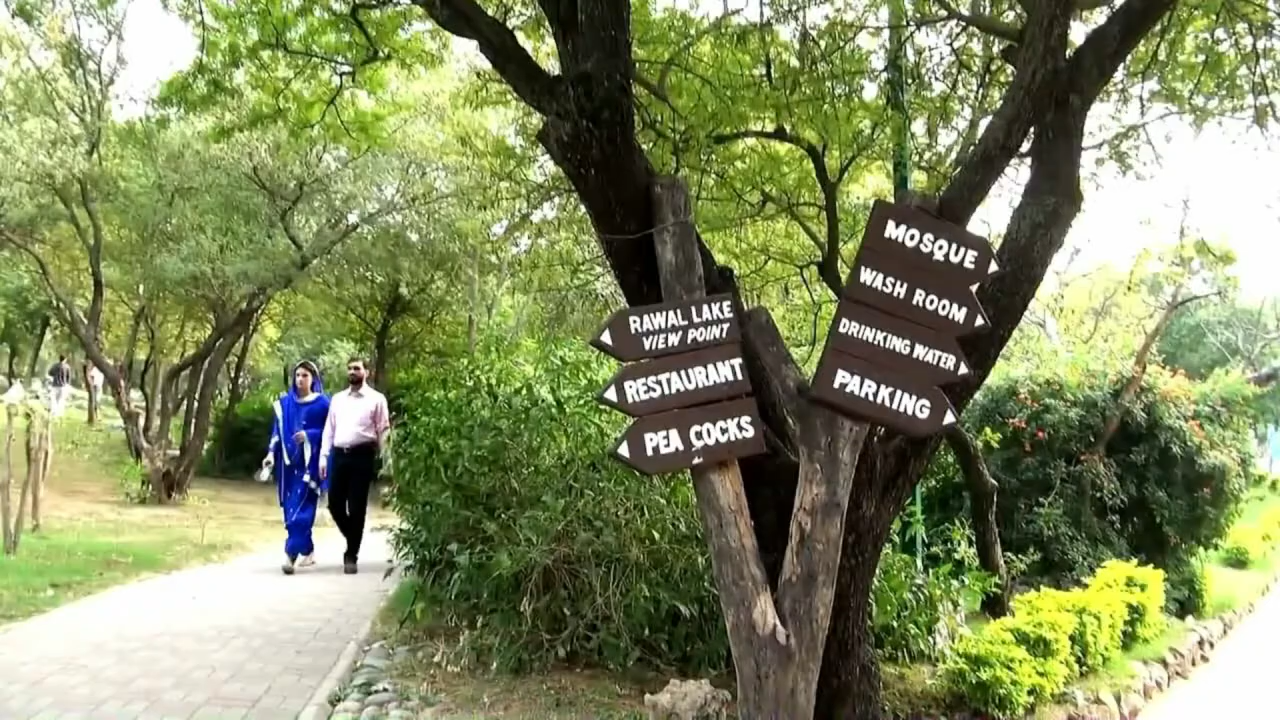 RAWAL LAKE
VIEW POINT
RESTAURANT
PEA COCKS
MOSQUE
WASH ROOM
DRINKING WATER
PARKING